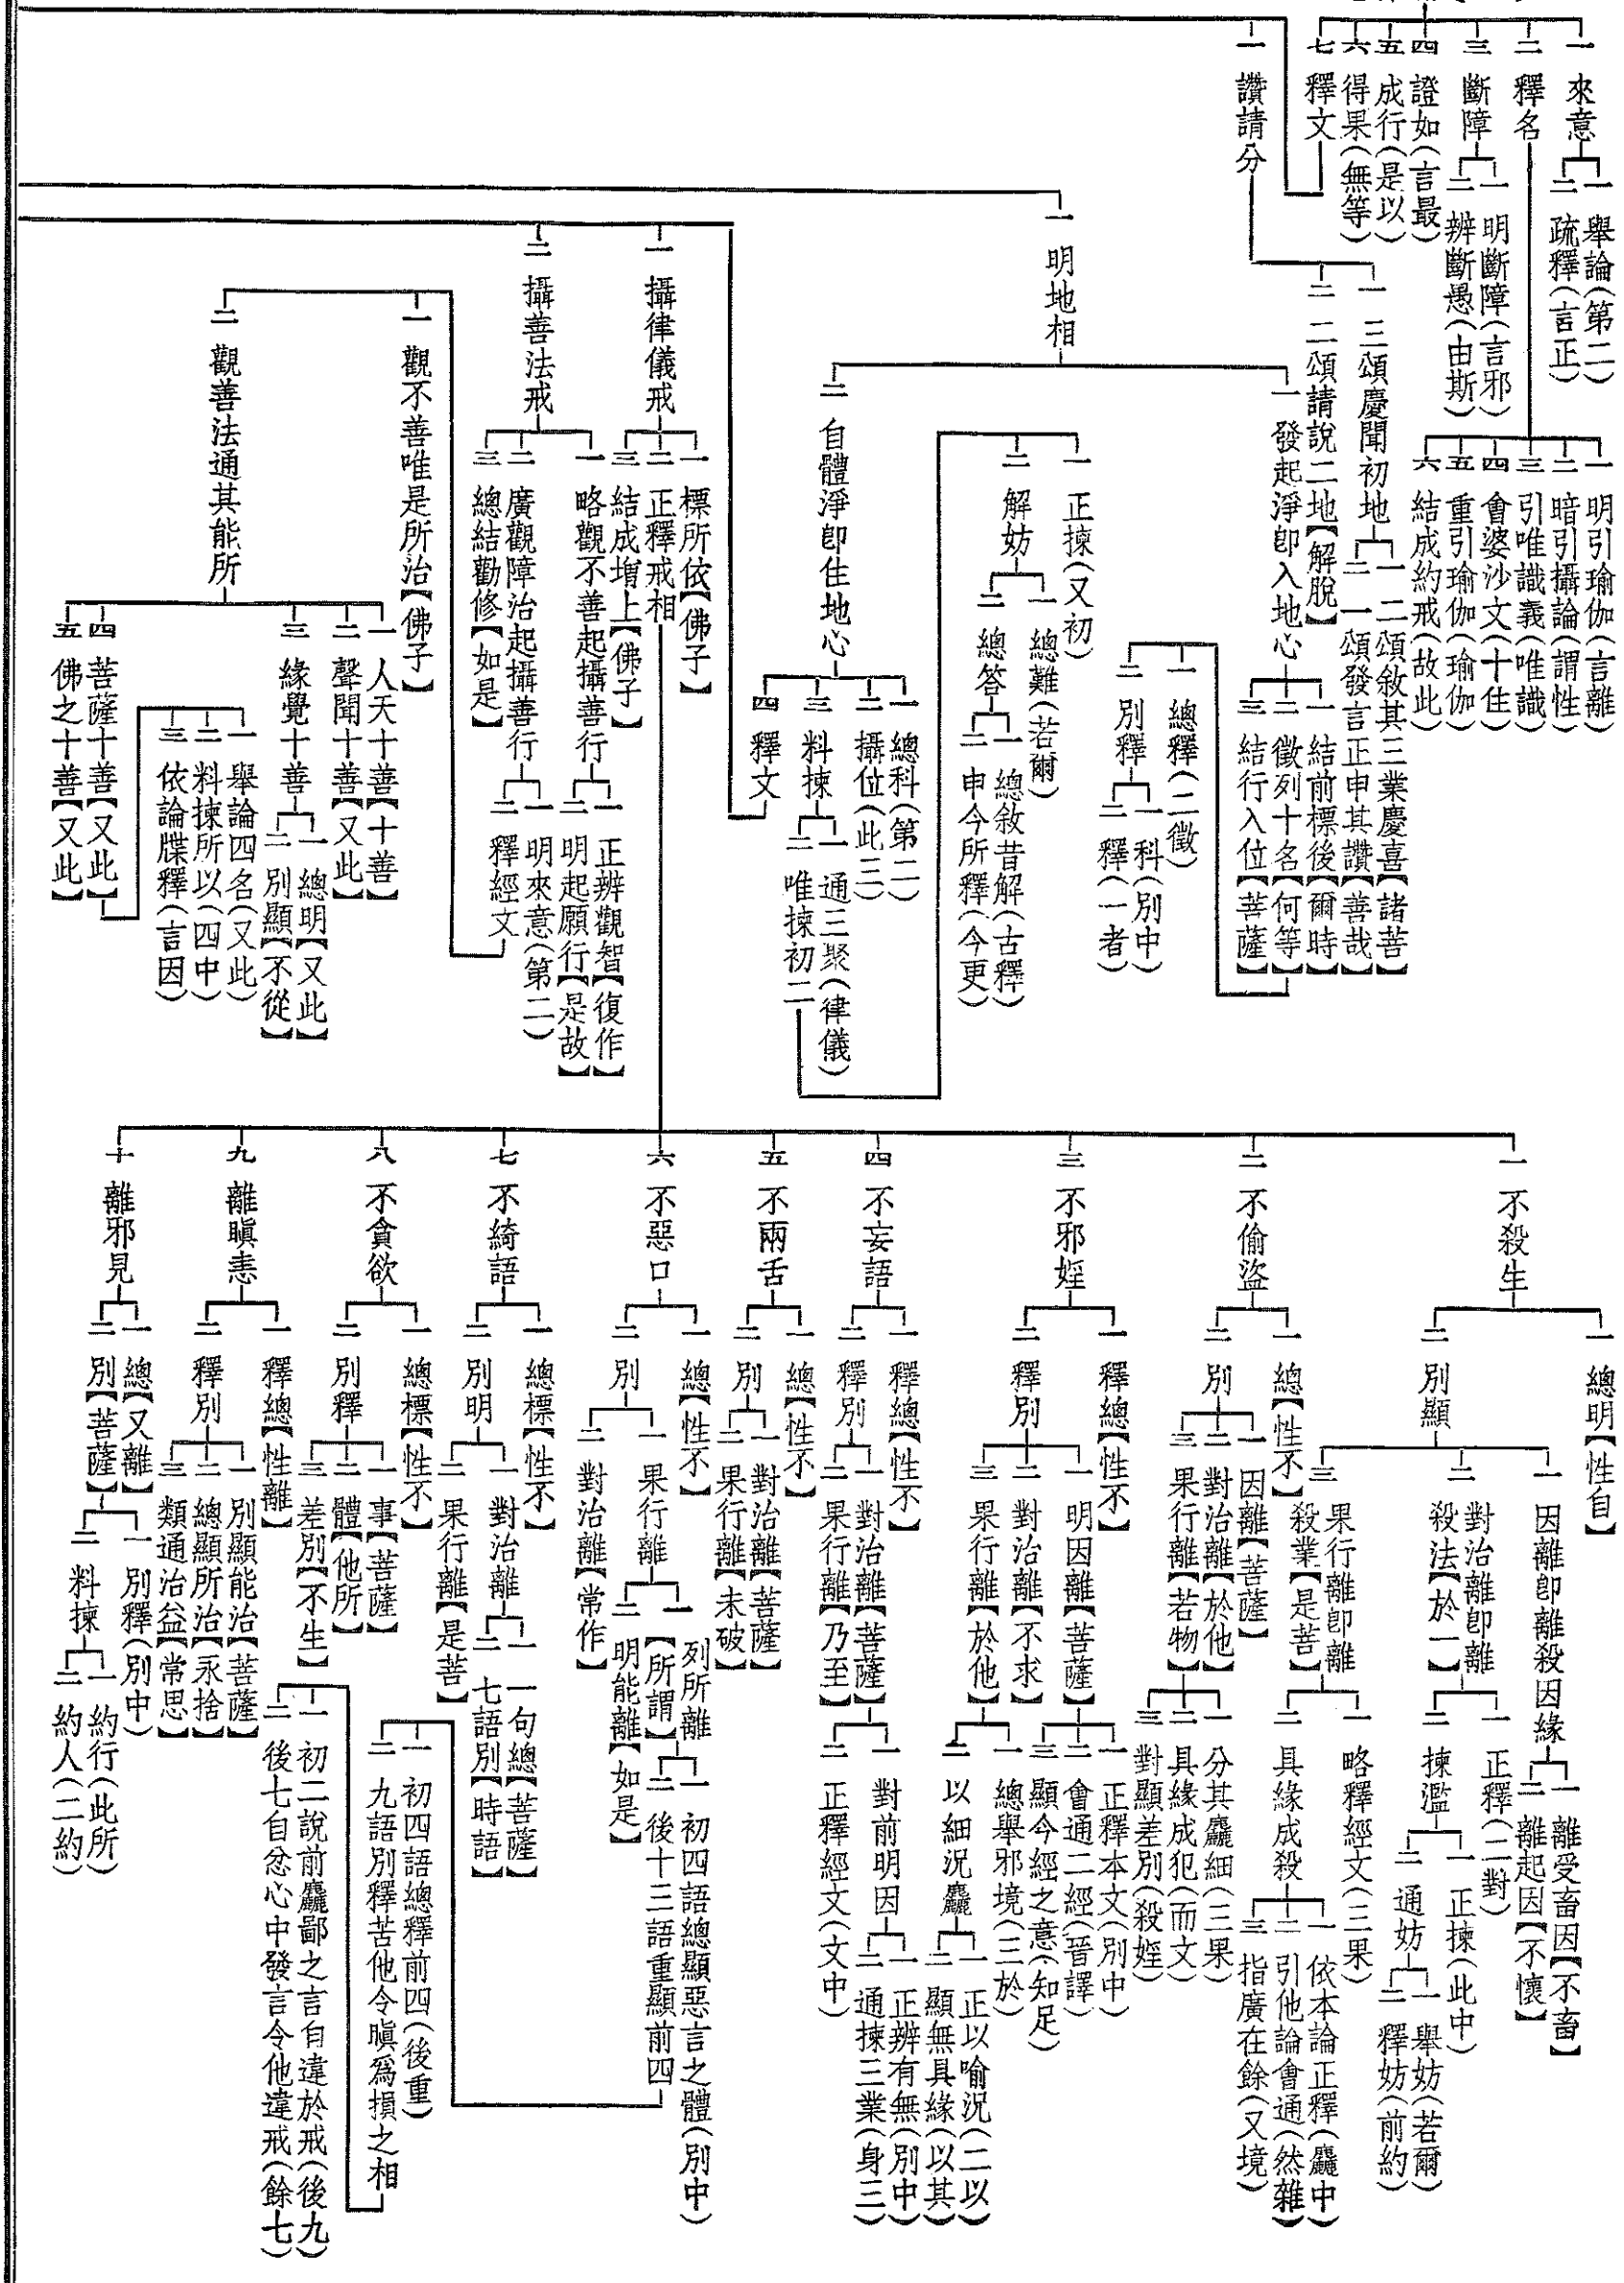 一 來意
一 舉論(第二)
二 疏釋(言正)
二 釋名
一 明引瑜伽(言離)
二 暗引攝論(謂性)
三 引唯識義(唯識)
四 會婆沙文(十住)
五 重引瑜伽(瑜伽)
六 結成約戒(故此)
三 斷障
一 明斷障(言邪)
二 辨斷愚(由斯)
四 證如(言最)
五 成行(是以)
六 得果(無等)
七 釋文
一 讚請分
一 三頌慶聞初地
一 二頌敘其三業慶喜【諸菩】
二 一頌發言正申其讚【善哉】
二 二頌請說二地【解脫】
一 明地相
一 發起淨即入地心
一 結前標後【爾時】
二 徵列十名【何等】
三 結行入位【菩薩】
一 總釋(二徵)
二 別釋
一 科(別中)
二 釋(一者)
二 自體淨即住地心
一 總科(第二)
二 攝位(此三)
三 料揀
一 通三聚(律儀)
二 唯揀初二
一 正揀(又初)
二 解妨
一 總難(若爾)
二 總答
一 總敘昔解(古釋)
二 申今所釋(今更)
四 釋文
一 攝律儀戒
一 標所依【佛子】
二 正釋戒相
三 結成增上【佛子】
二 攝善法戒
一 略觀不善起攝善行
一 正辨觀智【復作】
二 明起願行【是故】
二 廣觀障治起攝善行
一 明來意(第二)
二 釋經文
三 總結勸修【如是】
一 觀不善唯是所治【佛子】
二 觀善法通其能所
一 人天十善【十善】
二 聲聞十善【又此】
三 緣覺十善
一 總明【又此】
二 別顯【不從】
四 菩薩十善【又此】
一 舉論四名(又此)
二 料揀所以(四中)
三 依論牒釋(言因)
五 佛之十善【又此】
一 不殺生
一 總明【性自】
二 別顯
一 因離即離殺因緣
一 離受畜因【不畜】
二 離起因【不懷】
二 對治離即離殺法【於一】
一 正釋(二對)
二 揀濫
一 正揀(此中)
二 通妨
一 舉妨(若爾)
二 釋妨(前約)
三 果行離即離殺業【是菩】
一 略釋經文(三果)
二 具緣成殺
一 依本論正釋(麤中)
二 引他論會通(然雜)
三 指廣在餘(又境)
二 不偷盜
一 總【性不】
二 別
一 因離【菩薩】
二 對治離【於他】
三 果行離【若物】
一 分其麤細(三果)
二 具緣成犯(而文)
三 對顯差別(殺婬)
三 不邪婬
一 釋總【性不】
二 釋別
一 明因離【菩薩】
一 正釋本文(別中)
二 會通二經(晉譯)
三 顯今經之意(知足)
二 對治離【不求】
三 果行離【於他】
一 總舉邪境(三於)
二 以細況麤
一 正以喻況(二以)
二 顯無具緣(以其)
四 不妄語
一 釋總【性不】
二 釋別
一 對治離【菩薩】
二 果行離【乃至】
一 對前明因
一 正辨有無(別中)
二 通揀三業(身三)
二 正釋經文(文中)
五 不兩舌
一 總【性不】
二 別
一 對治離【菩薩】
二 果行離【未破】
六 不惡口
一 總【性不】
二 別
一 果行離
一 列所離【所謂】
一 初四語總顯惡言之體(別中)
二 後十三語重顯前四
一 初四語總釋前四(後重)
二 九語別釋苦他令瞋爲損之相
一 初二說前麤鄙之言自違於戒(後九)
二 後七自忿心中發言令他違戒(餘七)
二 明能離【如是】
二 對治離【常作】
七 不綺語
一 總標【性不】
二 別明
一 對治離
一 一句總【菩薩】
二 七語別【時語】
二 果行離【是菩】
八 不貪欲
一 總標【性不】
二 別釋
一 事【菩薩】
二 體【他所】
三 差別【不生】
九 離瞋恚
一 釋總【性離】
二 釋別
一 別顯能治【菩薩】
二 總顯所治【永捨】
三 類通治益【常思】
十 離邪見
一 總【又離】
二 別【菩薩】
一 別釋(別中)
二 料揀
一 約行(此所)
二 約人(二約)